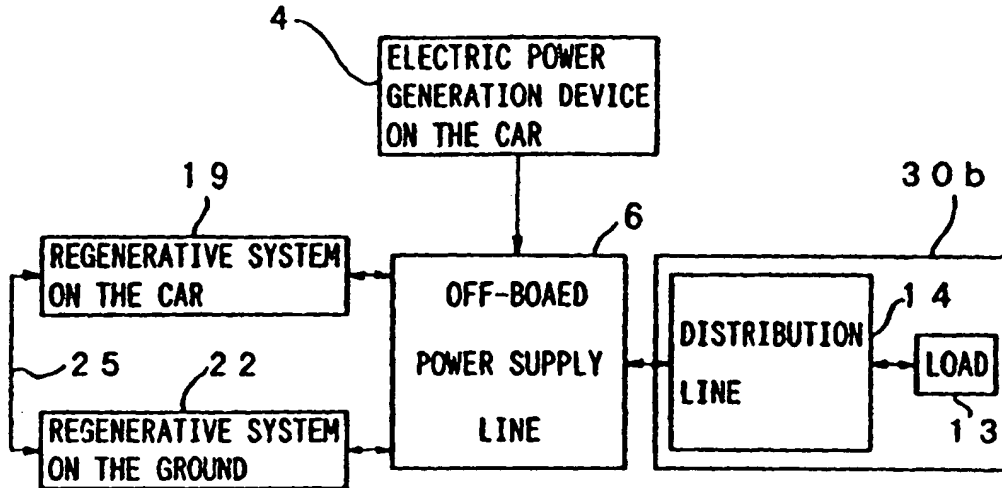 4
ELECTRIC POWER
GENERATION DEVICE
ON THE CAR
19
30b
6
REGENERATIVE SYSTEM
ON THE CAR
OFF-BOAED
POWER SUPPLY
LINE
14
DISTRIBUTION
LINE
LOAD
13
25
22
REGENERATIVE SYSTEM
ON THE GROUND